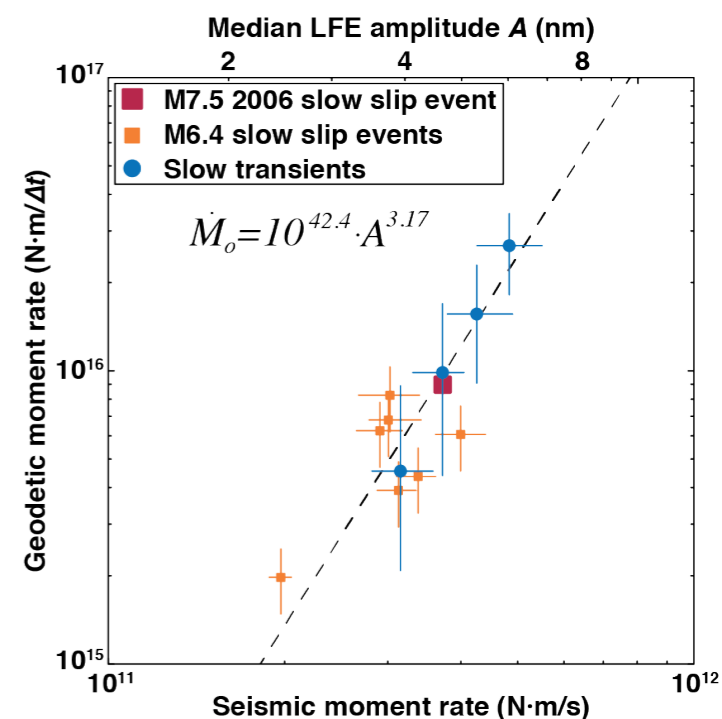 Median LFE amplitude A (nm)
2 4 8
10^17
M7.5 2006 slow slip event
M6.4 slow slip events
Slow transients
Ṁ_o=10^42.4·A^3.17
Geodetic moment rate (N·m/Δt)
10^16
10^15
10^11 10^12
Seismic moment rate (N·m/s)